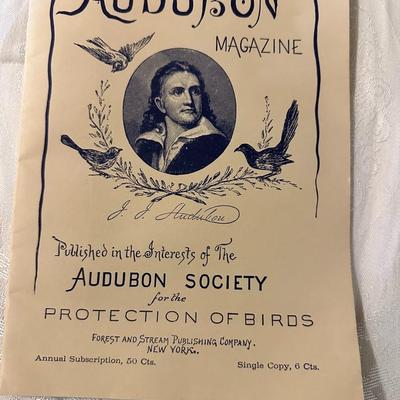 AUDUBON
MAGAZINE
J. J. Audubon
Published in the Interests of The
AUDUBON SOCIETY
for the
PROTECTION OF BIRDS
FOREST AND STREAM PUBLISHING COMPANY.
NEW YORK.
Annual Subscription, 50 Cts. Single Copy, 6 Cts.